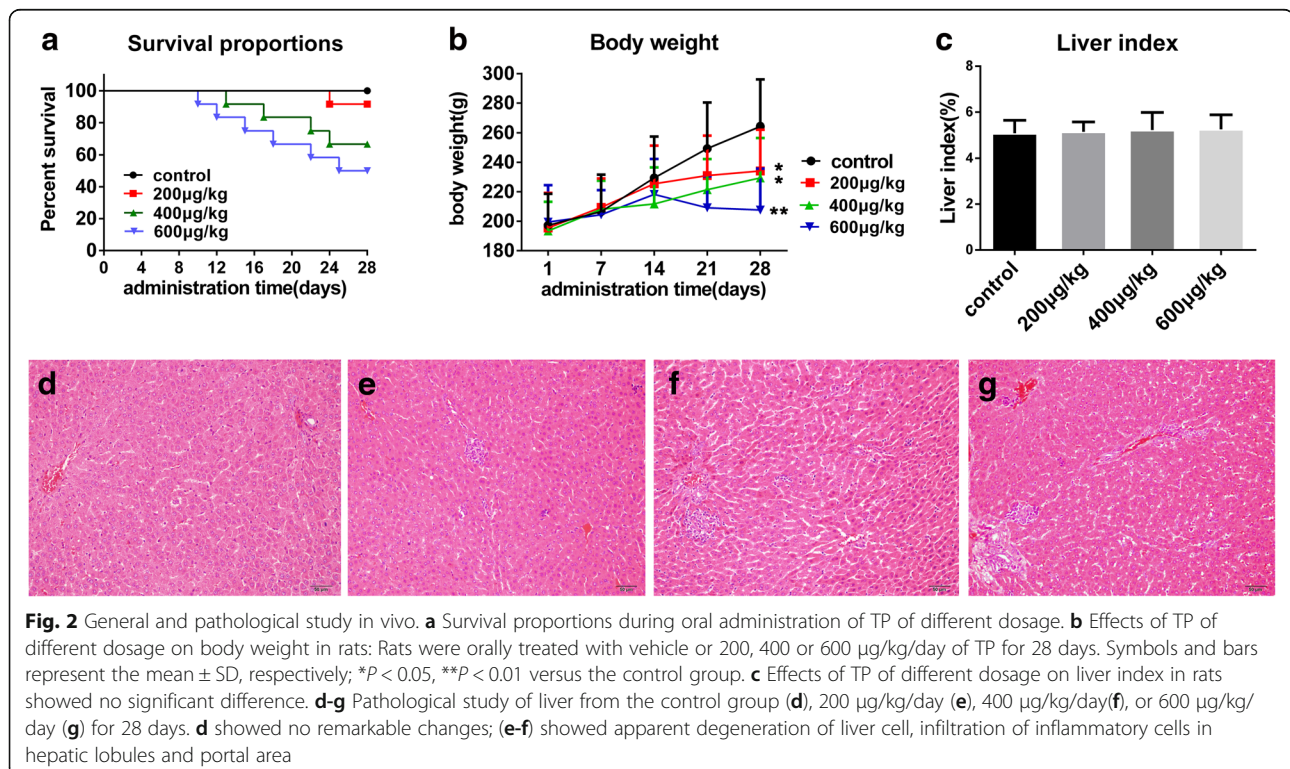 a Survival proportions
Percent survival
100
80
60
40
20
0
control
200µg/kg
400µg/kg
600µg/kg
0 4 8 12 16 20 24 28
administration time(days)
b Body weight
body weight(g)
300
280
260
240
220
200
180
control
200µg/kg
400µg/kg
600µg/kg
*
*
**
1 7 14 21 28
administration time(days)
c Liver index
Liver index(%)
8
6
4
2
0
control
200µg/kg
400µg/kg
600µg/kg
d
e
f
g
Fig. 2 General and pathological study in vivo. a Survival proportions during oral administration of TP of different dosage. b Effects of TP of
different dosage on body weight in rats: Rats were orally treated with vehicle or 200, 400 or 600 µg/kg/day of TP for 28 days. Symbols and bars
represent the mean ± SD, respectively; *P < 0.05, **P < 0.01 versus the control group. c Effects of TP of different dosage on liver index in rats
showed no significant difference. d-g Pathological study of liver from the control group (d), 200 µg/kg/day (e), 400 µg/kg/day(f), or 600 µg/kg/
day (g) for 28 days. d showed no remarkable changes; (e-f) showed apparent degeneration of liver cell, infiltration of inflammatory cells in
hepatic lobules and portal area